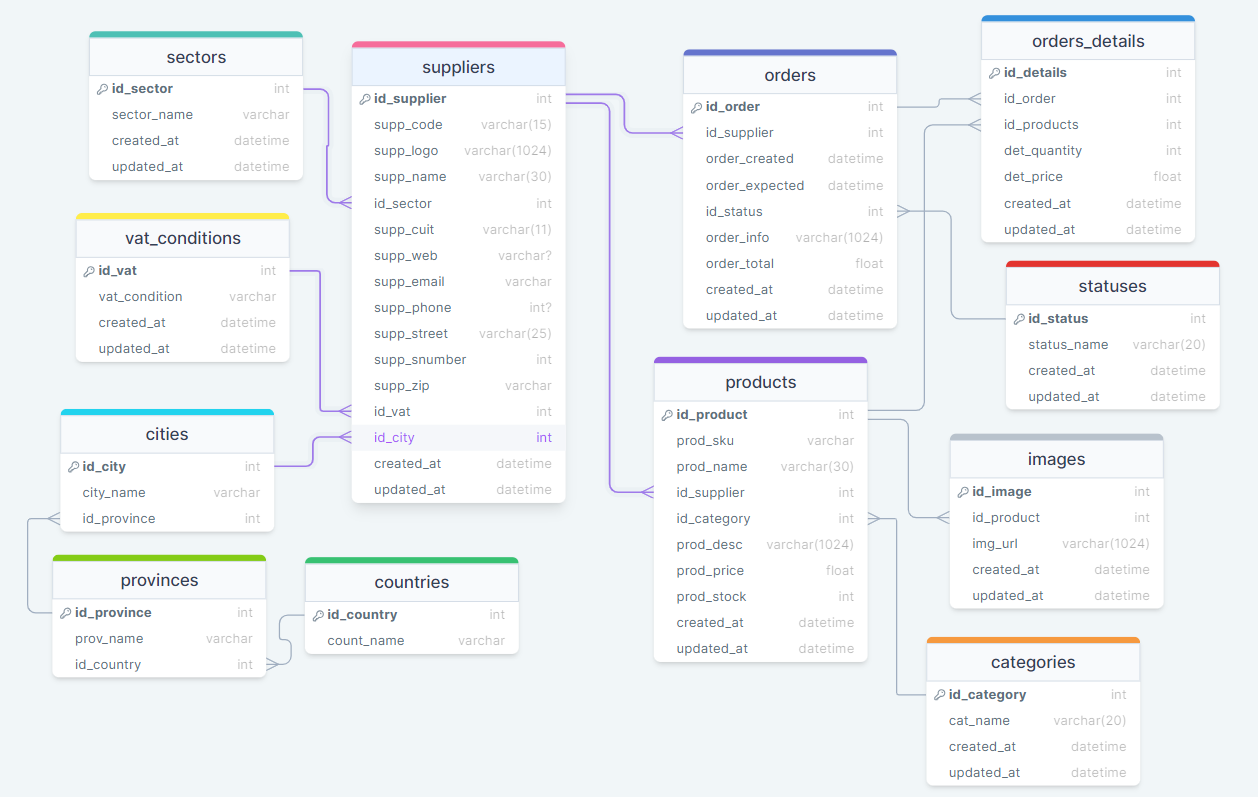 sectors
id_sector int
sector_name varchar
created_at datetime
updated_at datetime
vat_conditions
id_vat int
vat_condition varchar
created_at datetime
updated_at datetime
cities
id_city int
city_name varchar
id_province int
provinces
id_province int
prov_name varchar
id_country int
countries
id_country int
count_name varchar
suppliers
id_supplier int
supp_code varchar(15)
supp_logo varchar(1024)
supp_name varchar(30)
id_sector int
supp_cuit varchar(11)
supp_web varchar?
supp_email varchar
supp_phone int?
supp_street varchar(25)
supp_snumber int
supp_zip varchar
id_vat int
id_city int
created_at datetime
updated_at datetime
orders
id_order int
id_supplier int
order_created datetime
order_expected datetime
id_status int
order_info varchar(1024)
order_total float
created_at datetime
updated_at datetime
products
id_product int
prod_sku varchar
prod_name varchar(30)
id_supplier int
id_category int
prod_desc varchar(1024)
prod_price float
prod_stock int
created_at datetime
updated_at datetime
orders_details
id_details int
id_order int
id_products int
det_quantity int
det_price float
created_at datetime
updated_at datetime
statuses
id_status int
status_name varchar(20)
created_at datetime
updated_at datetime
images
id_image int
id_product int
img_url varchar(1024)
created_at datetime
updated_at datetime
categories
id_category int
cat_name varchar(20)
created_at datetime
updated_at datetime